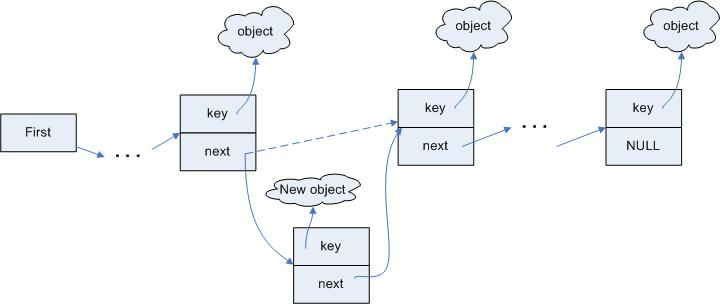 object
object
object
key
key
key
First
. . .
. . .
next
next
NULL
New object
key
next